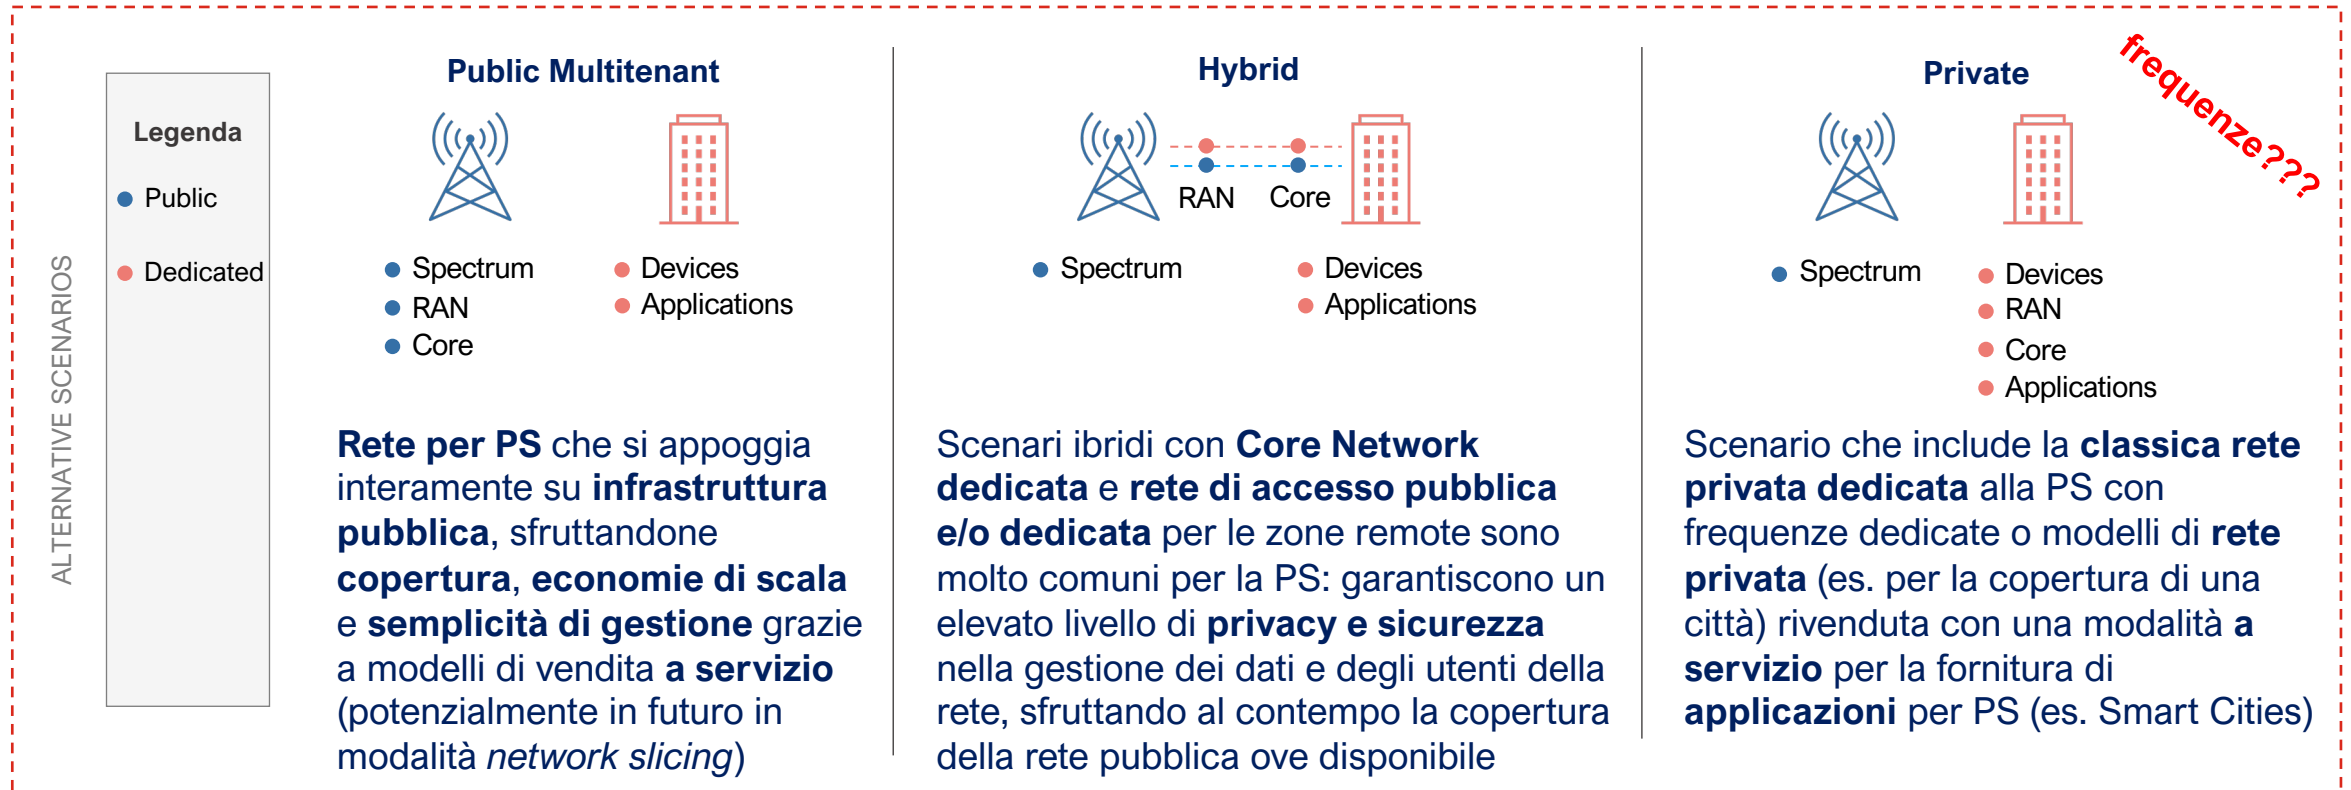 ALTERNATIVE SCENARIOS
Legenda
Public
Dedicated
Public Multitenant
Spectrum
RAN
Core
Devices
Applications
Rete per PS che si appoggia
interamente su infrastruttura
pubblica, sfruttandone
copertura, economie di scala
e semplicità di gestione grazie
a modelli di vendita a servizio
(potenzialmente in futuro in
modalità network slicing)
Hybrid
RAN
Core
Spectrum
Devices
Applications
Scenari ibridi con Core Network
dedicata e rete di accesso pubblica
e/o dedicata per le zone remote sono
molto comuni per la PS: garantiscono un
elevato livello di privacy e sicurezza
nella gestione dei dati e degli utenti della
rete, sfruttando al contempo la copertura
della rete pubblica ove disponibile
Private
frequenze???
Spectrum
Devices
RAN
Core
Applications
Scenario che include la classica rete
privata dedicata alla PS con
frequenze dedicate o modelli di rete
privata (es. per la copertura di una
città) rivenduta con una modalità a
servizio per la fornitura di
applicazioni per PS (es. Smart Cities)